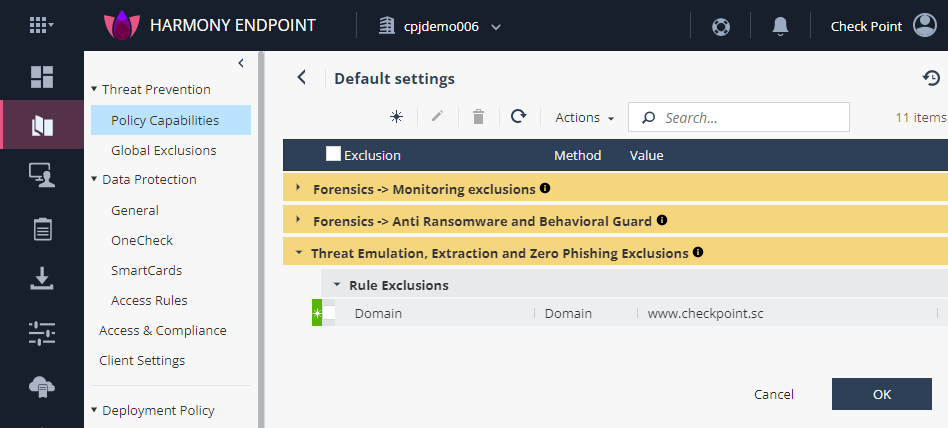 HARMONY ENDPOINT
cpjdemo006
Check Point
Threat Prevention
Policy Capabilities
Global Exclusions
Data Protection
General
OneCheck
SmartCards
Access Rules
Access & Compliance
Client Settings
Deployment Policy
Default settings
Actions
Search...
11 items
Exclusion Method Value
Forensics -> Monitoring exclusions
Forensics -> Anti Ransomware and Behavioral Guard
Threat Emulation, Extraction and Zero Phishing Exclusions
Rule Exclusions
Domain Domain www.checkpoint.sc
Cancel OK